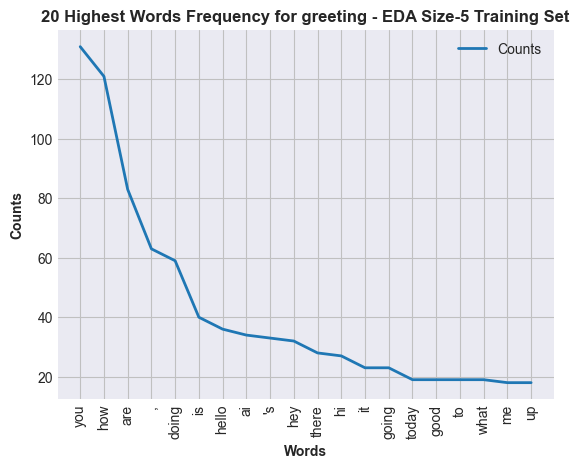 20 Highest Words Frequency for greeting - EDA Size-5 Training Set
Counts
120
100
80
60
40
20
Counts
you
how
are
,
doing
is
hello
ai
's
hey
there
hi
it
going
today
good
to
what
me
up
Words